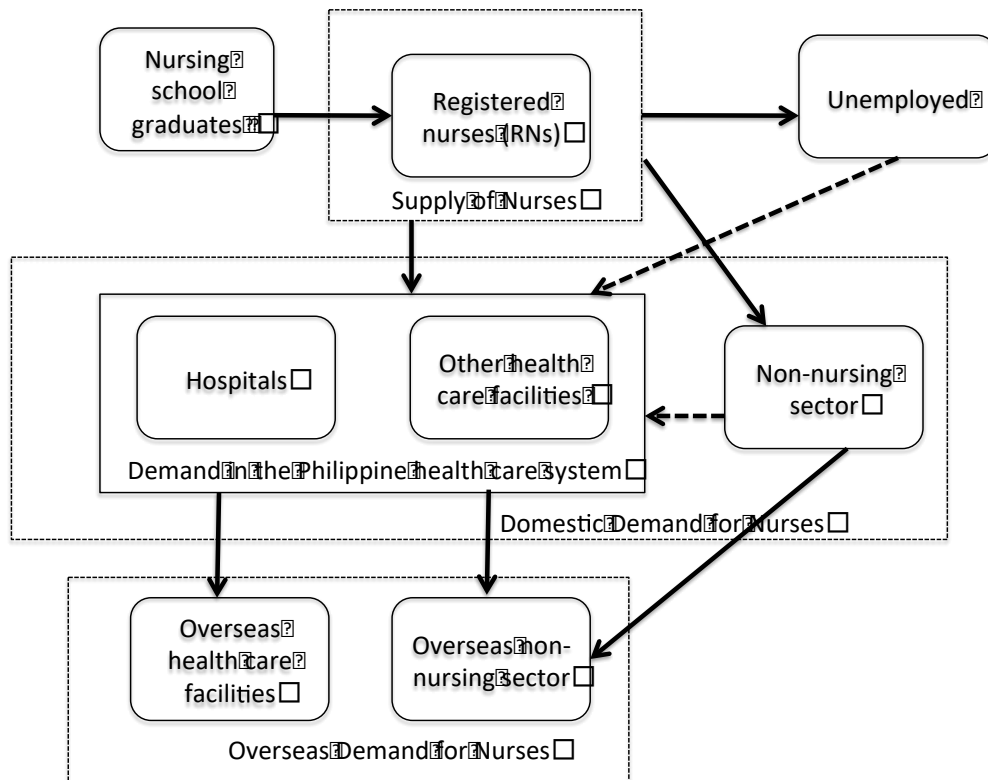 Nursing
school
graduates
Registered
nurses (RNs)
Unemployed
Supply of Nurses
Hospitals
Other health
care facilities
Non-nursing
sector
Demand in the Philippine health care system
Domestic Demand for Nurses
Overseas
health care
facilities
Overseas non-
nursing sector
Overseas Demand for Nurses